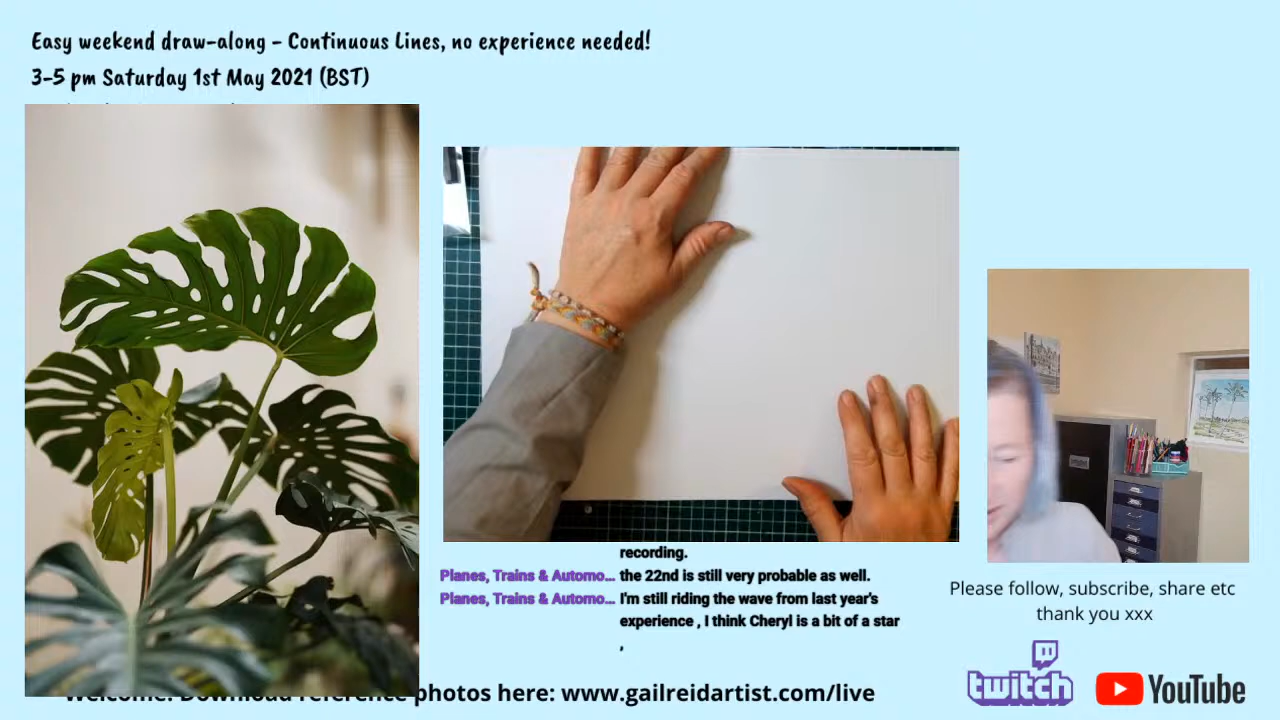 Easy weekend draw-along - Continuous Lines, no experience needed!
3-5 pm Saturday 1st May 2021 (BST)
recording.
Planes, Trains & Automo... the 22nd is still very probable as well.
Planes, Trains & Automo... I'm still riding the wave from last year's
experience , I think Cheryl is a bit of a star
,
Please follow, subscribe, share etc
thank you xxx
Welcome! Download reference photos here: www.gailreidartist.com/live
twitch
YouTube